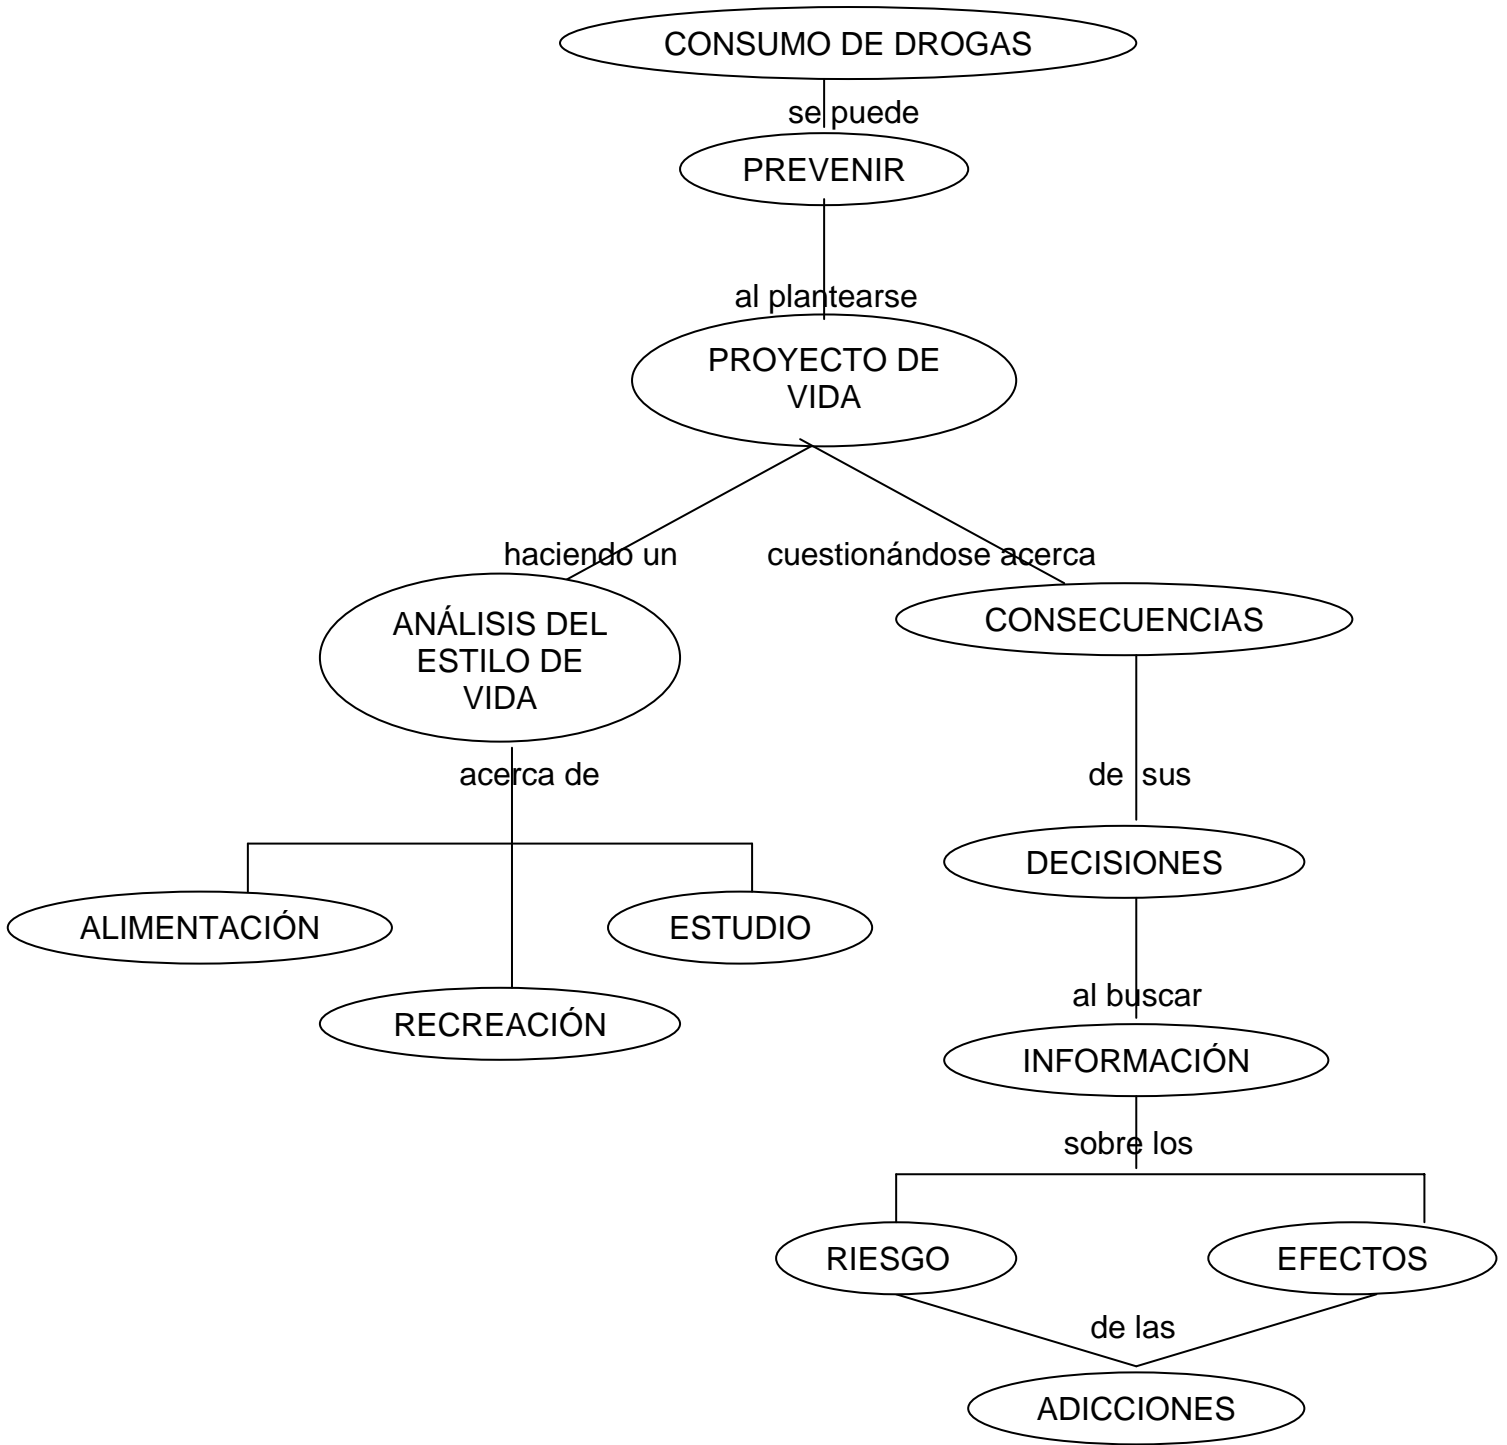 CONSUMO DE DROGAS
se puede
PREVENIR
al plantearse
PROYECTO DE
VIDA
haciendo un
cuestionándose acerca
ANÁLISIS DEL
ESTILO DE
VIDA
CONSECUENCIAS
acerca de
de sus
DECISIONES
ALIMENTACIÓN
ESTUDIO
RECREACIÓN
al buscar
INFORMACIÓN
sobre los
RIESGO
EFECTOS
de las
ADICCIONES